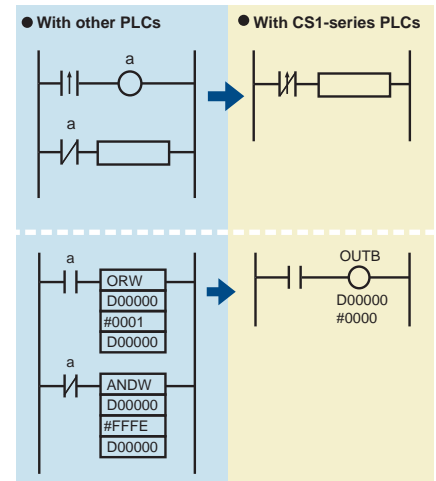 ● With other PLCs
● With CS1-series PLCs
a
a
a
ORW
D00000
#0001
D00000
a
ANDW
D00000
#FFFE
D00000
OUTB
D00000
#0000